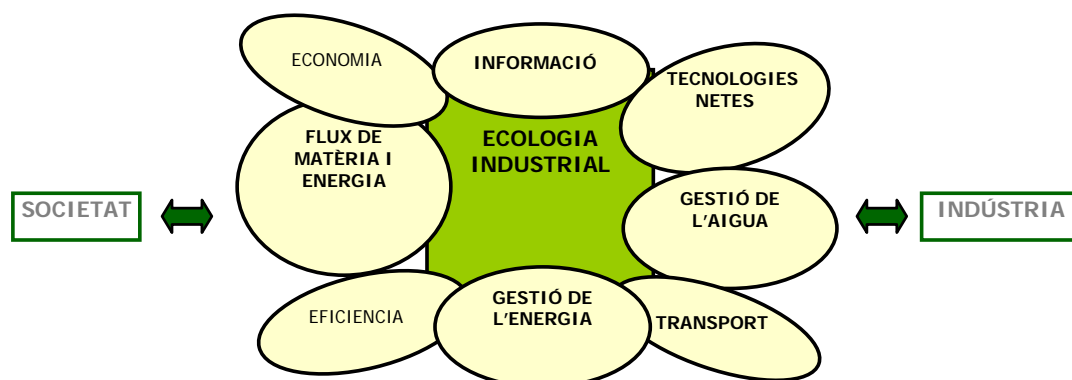 ECONOMIA
INFORMACIÓ
TECNOLOGIES
NETES
FLUX DE
MATÈRIA I
ENERGIA
ECOLOGIA
INDUSTRIAL
SOCIETAT
GESTIÓ DE
L'AIGUA
INDÚSTRIA
EFICIENCIA
GESTIÓ DE
L'ENERGIA
TRANSPORT